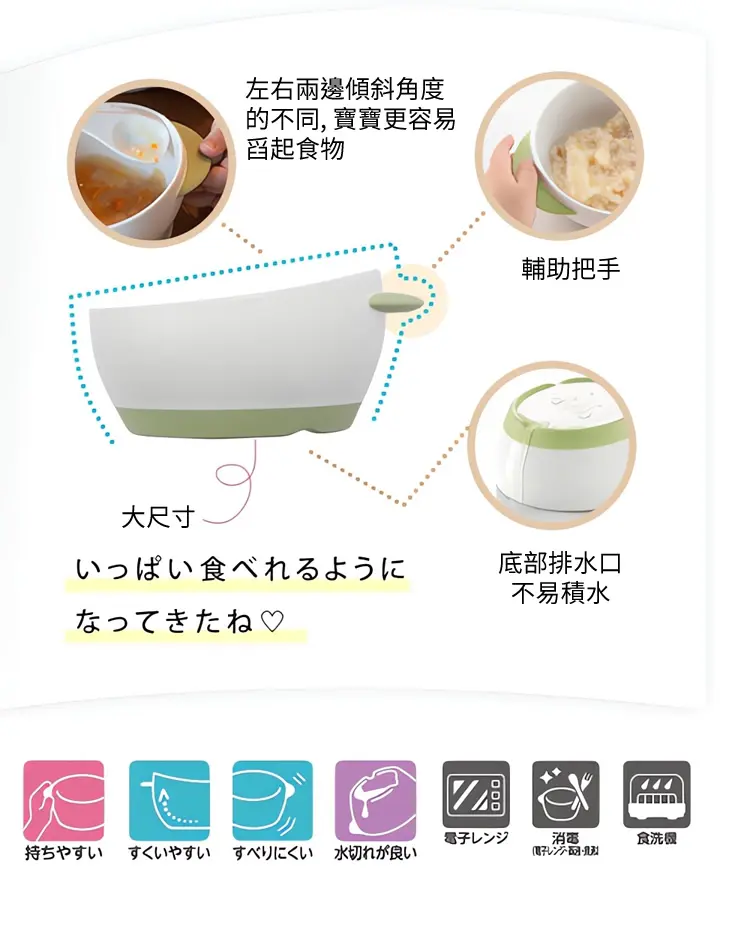 左右兩邊傾斜角度
的不同, 寶寶更容易
舀起食物
輔助把手
大尺寸
いっぱい食べれるように
なってきたね♡
底部排水口
不易積水
持ちやすい
すくいやすい
すべりにくい
水切れが良い
電子レンジ
消毒
食洗機